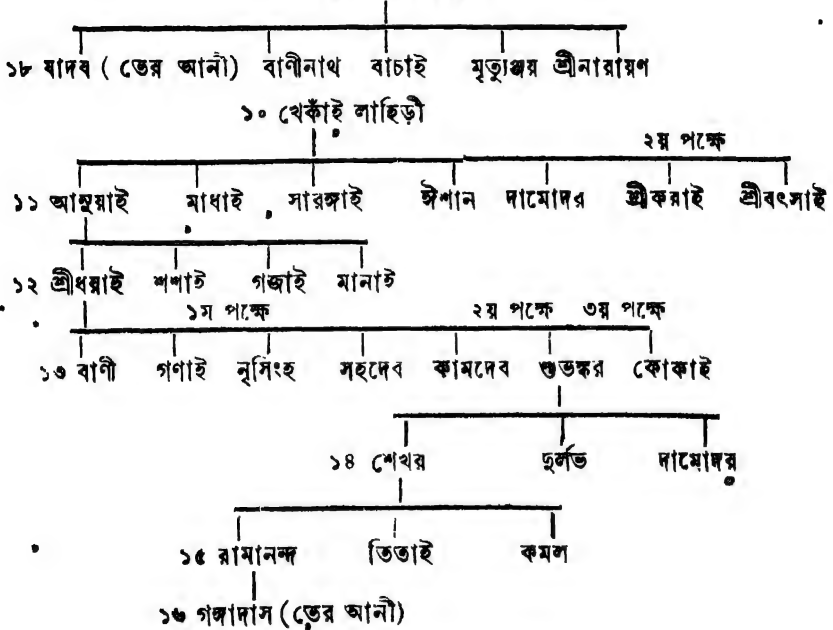 ১৮ যাদব ( তের আনী ) বাণীনাথ বাচাই মৃত্যুঞ্জয় শ্রীনারায়ণ
১০ খেকাঁই লাহিড়ী
২য় পক্ষে
১১ আমুয়াই মাধাই সারঙ্গাই ঈশান দামোদর শ্রীকরাই শ্রীবৎসাই
১২ শ্রীধরাই শশাই গজাই মানাই
১ম পক্ষে ২য় পক্ষে ৩য় পক্ষে
১৩ বাণী গণাই নৃসিংহ সহদেব কামদেব শুভঙ্কর কোকাই
১৪ শেখর দুর্লভ দামোদর
১৫ রামানন্দ তিতাই কমল
১৬ গঙ্গাদাস (তের আনী)